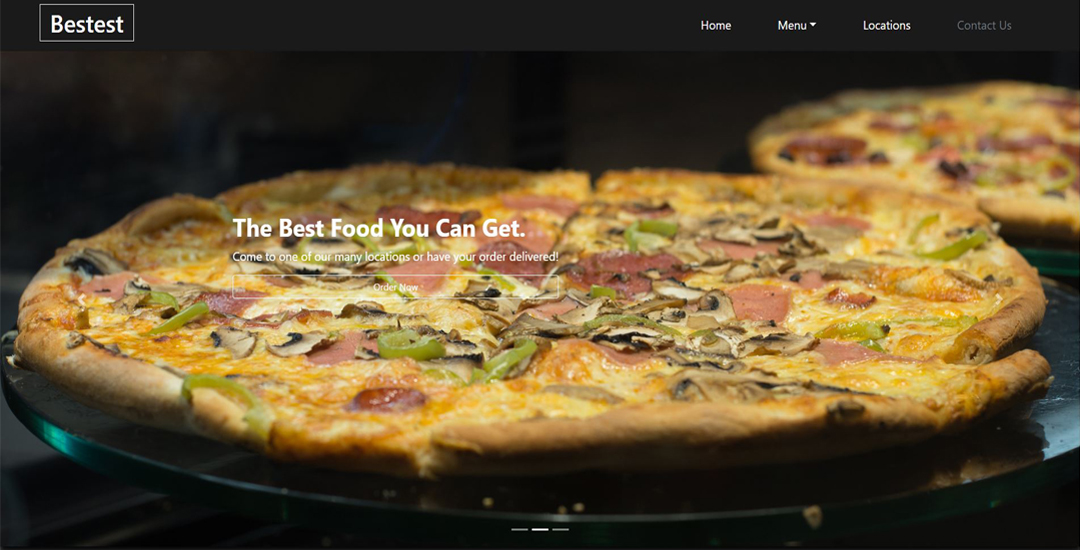 Bestest
Home Menu Locations Contact Us
The Best Food You Can Get.
Come to one of our many locations or have your order delivered!
Order Now